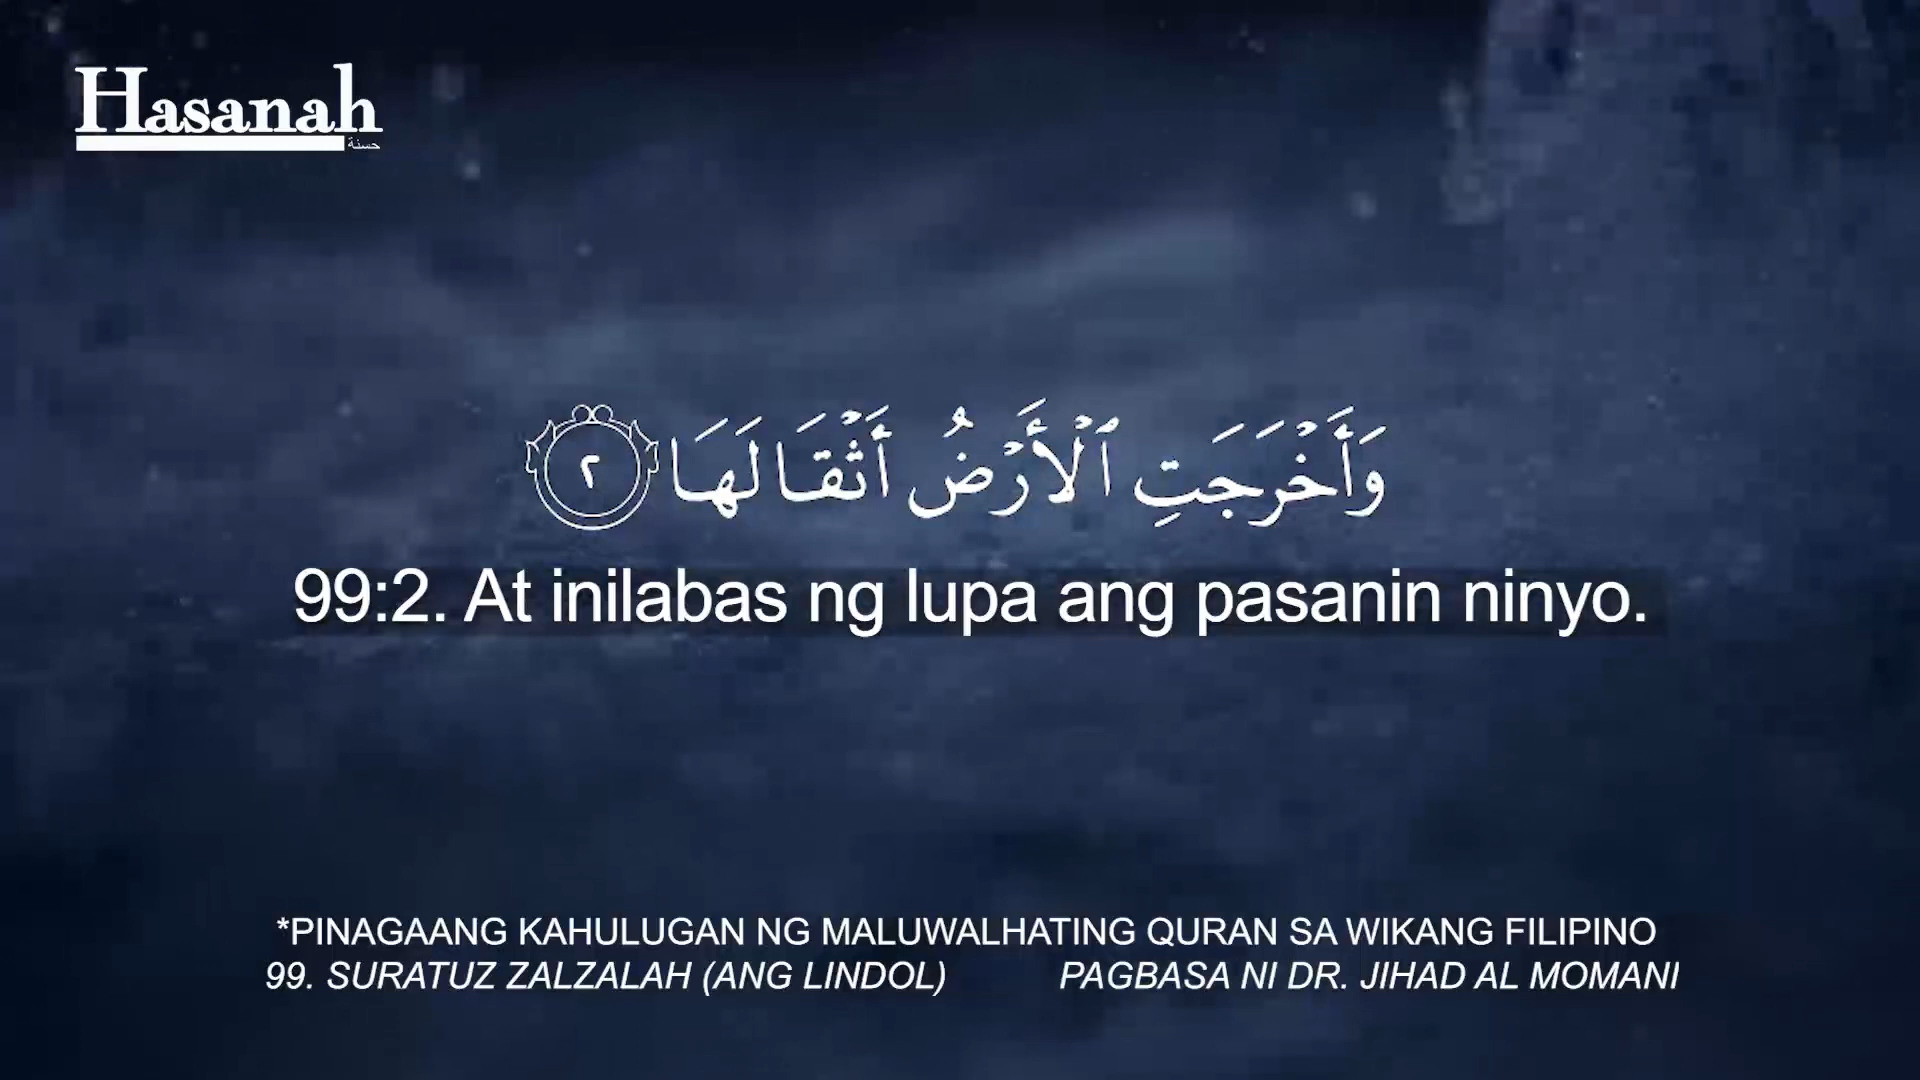 Hasanah
حسنة
وَأَخْرَجَتِ ٱلْأَرْضُ أَثْقَالَهَا ٢
99:2. At inilabas ng lupa ang pasanin ninyo.
*PINAGAANG KAHULUGAN NG MALUWALHATING QURAN SA WIKANG FILIPINO
99. SURATUZ ZALZALAH (ANG LINDOL) PAGBASA NI DR. JIHAD AL MOMANI